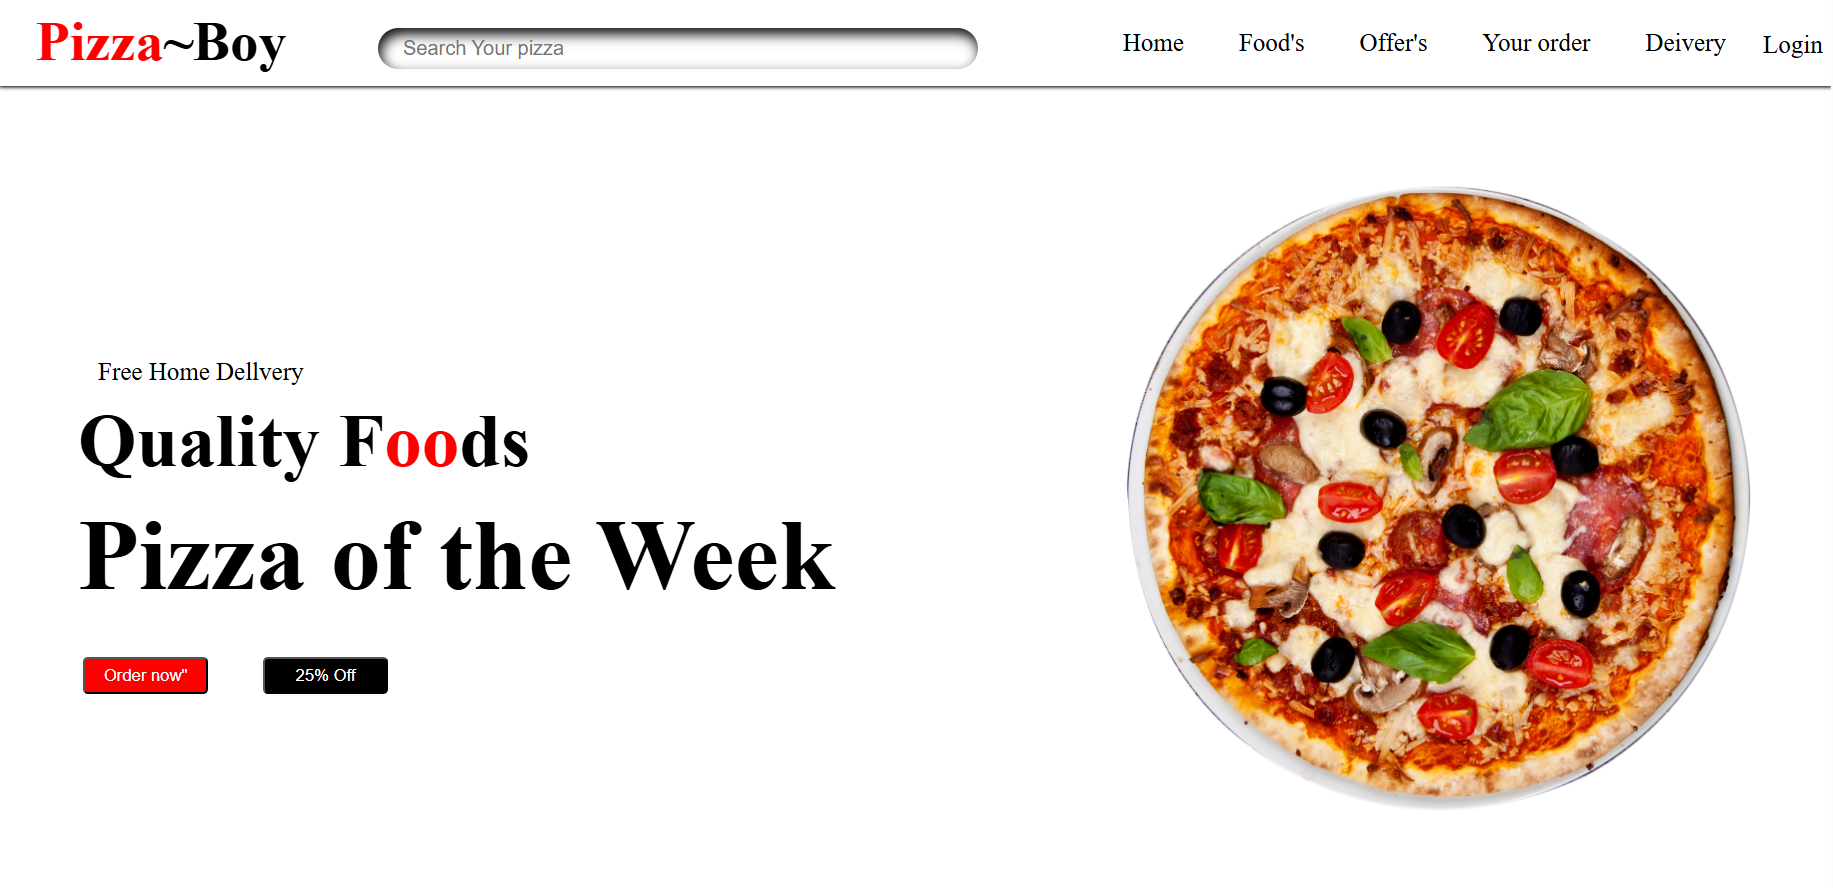 Pizza~Boy
Search Your pizza
Home Food's Offer's Your order Deivery Login
Free Home Dellvery
Quality Foods
Pizza of the Week
Order now" 25% Off